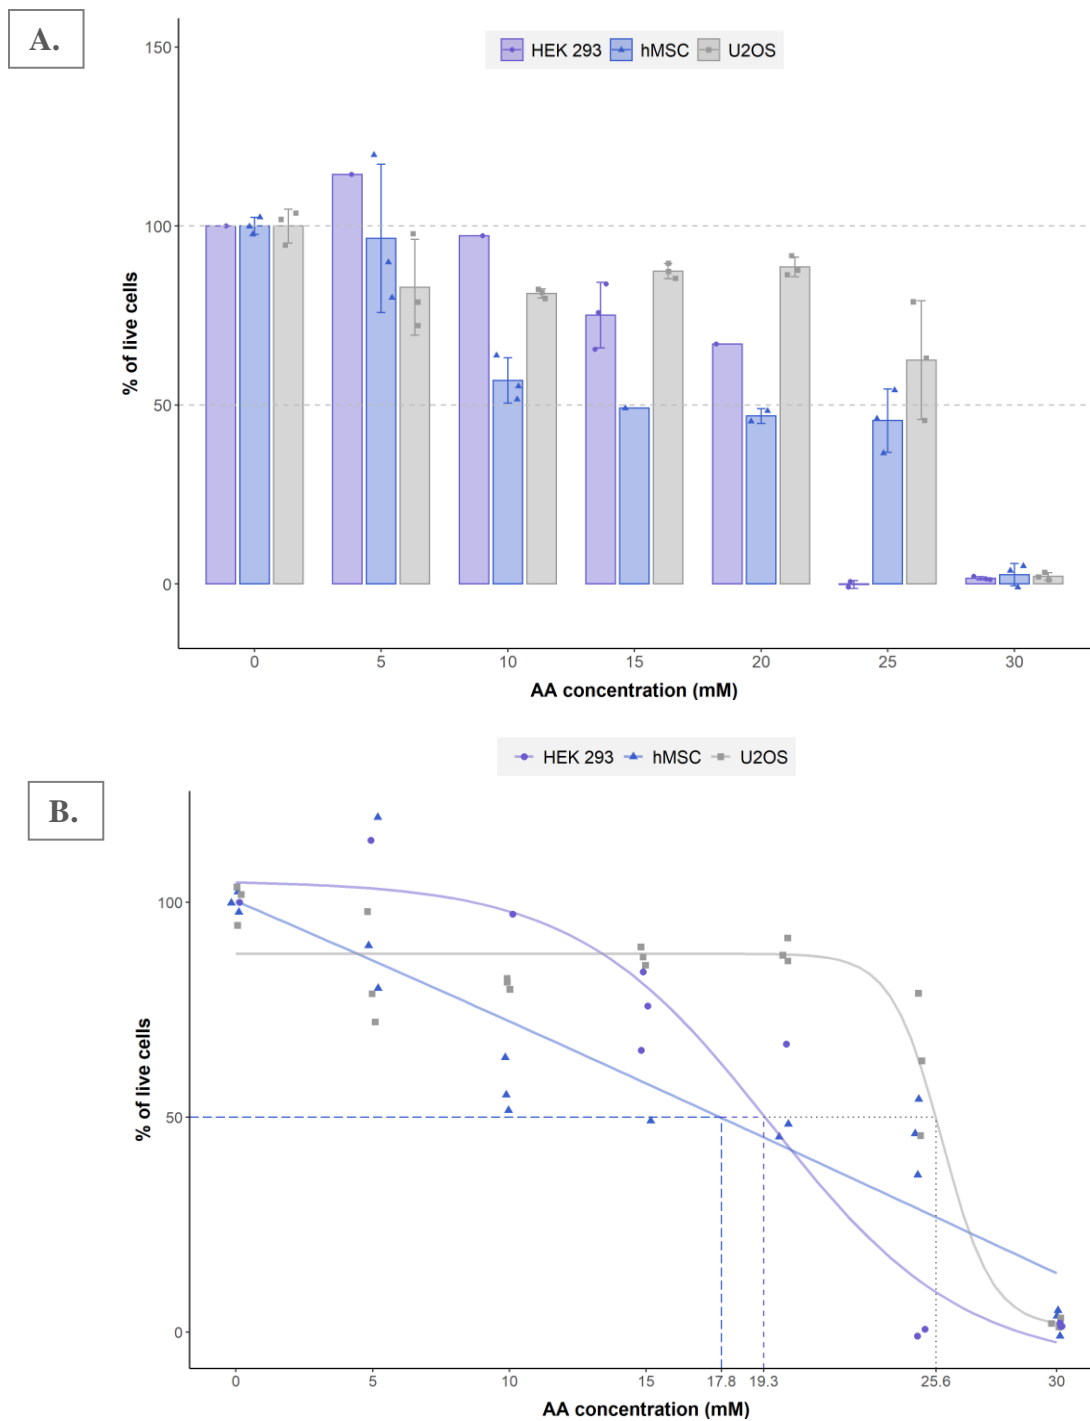 A.
HEK 293 hMSC U2OS
150
100
50
0
% of live cells
0 5 10 15 20 25 30
AA concentration (mM)
B.
HEK 293 hMSC U2OS
100
50
0
% of live cells
0 5 10 15 17.8 19.3 25.6 30
AA concentration (mM)